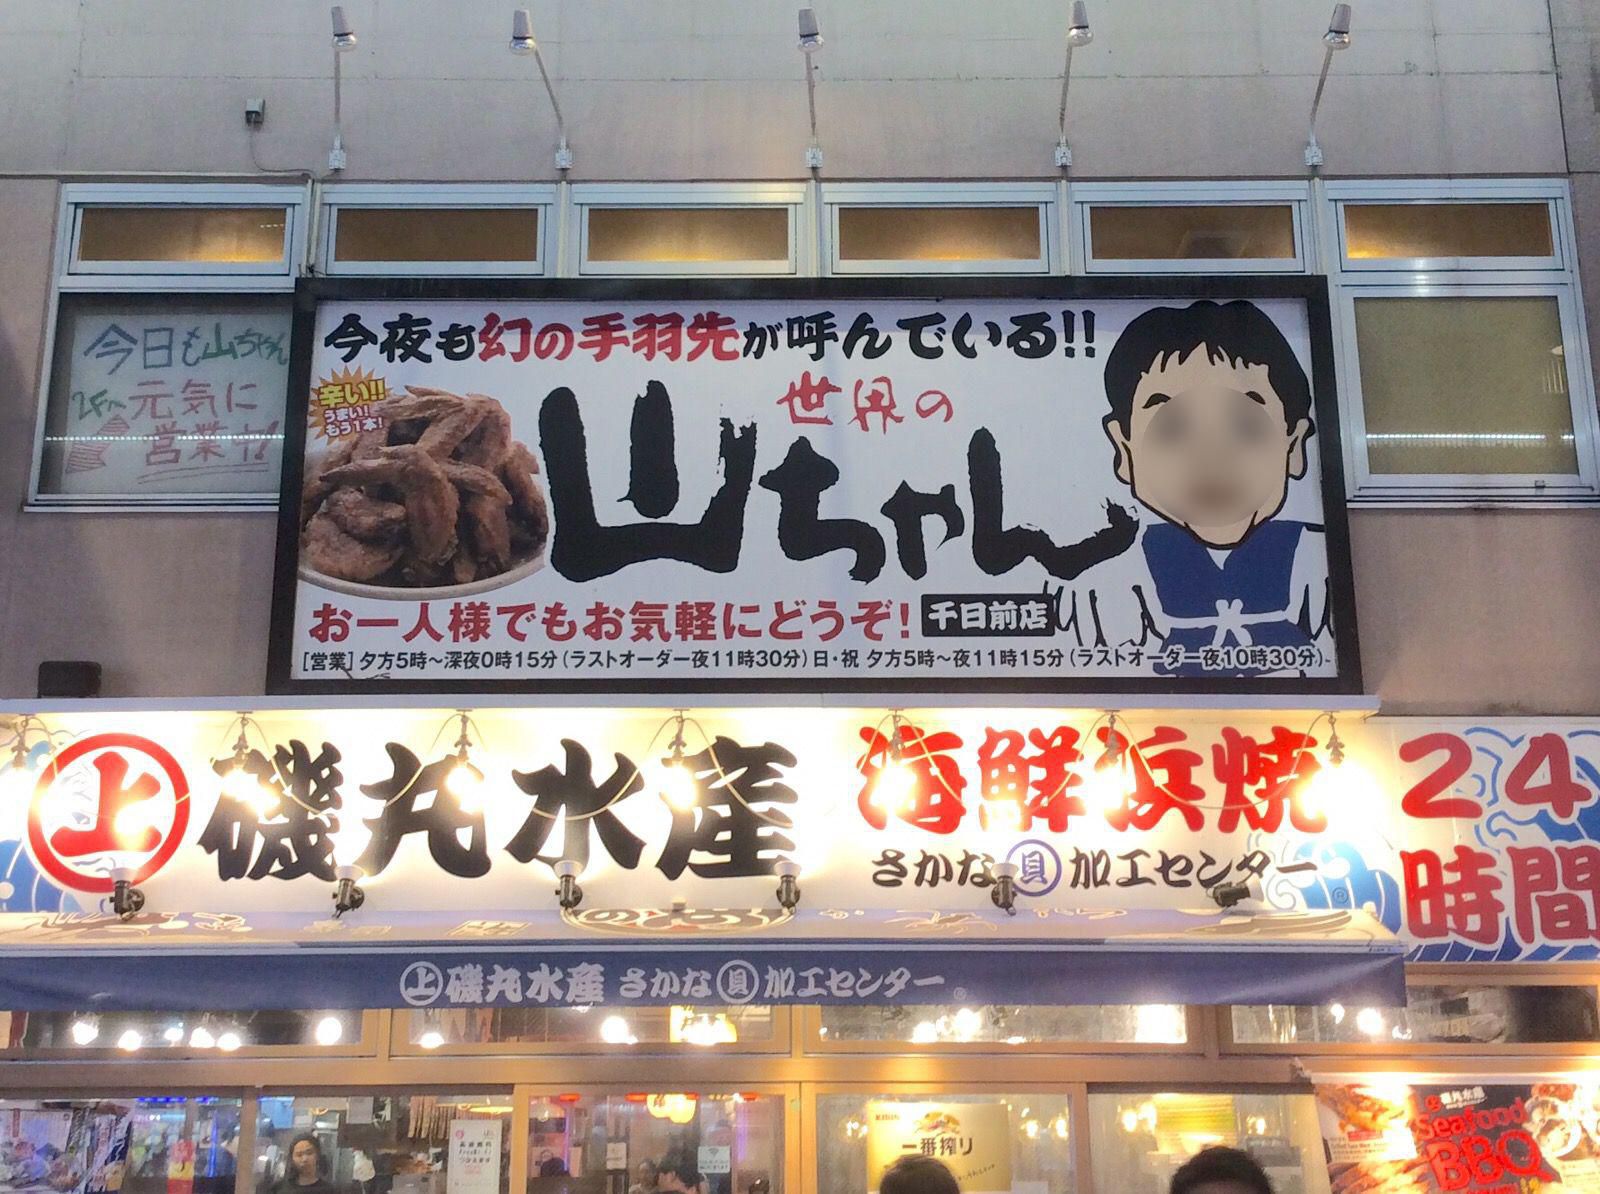 今日も山ちゃん
2Fへ元気に
営業中!
今夜も幻の手羽先が呼んでいる!!
辛い!!
うまい!
もう1本!
世界の
山ちゃん
お一人様でもお気軽にどうぞ! 千日前店
[営業]夕方5時〜深夜0時15分(ラストオーダー夜11時30分)日・祝 夕方5時〜夜11時15分(ラストオーダー夜10時30分)
上 磯丸水産
海鮮浜焼
さかな貝加工センター
24
時間
上 磯丸水産 さかな貝加工センター
KIRIN
一番搾り
磯丸水産
Seafood
BBQ